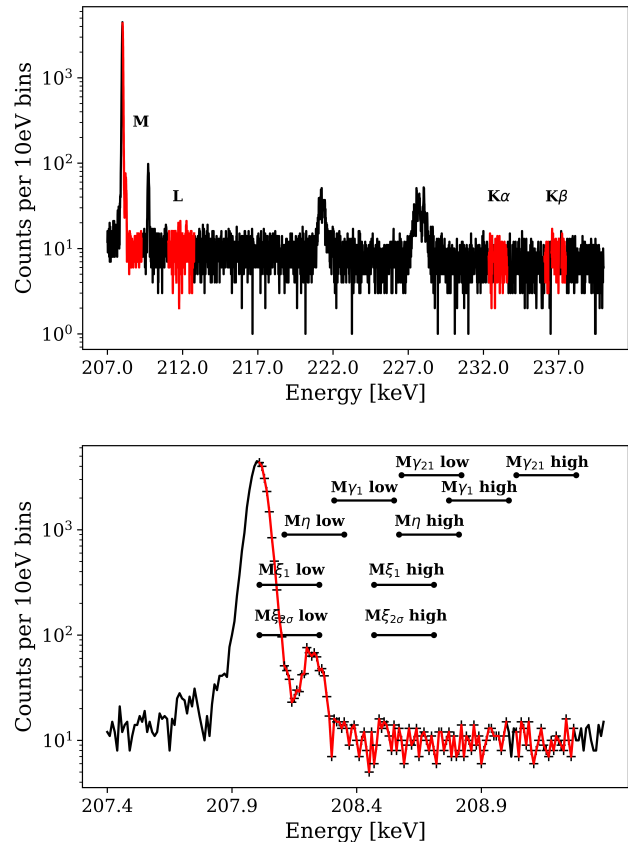 Counts per 10eV bins
10³
10²
10¹
10⁰
M
L
Kα
Kβ
207.0 212.0 217.0 222.0 227.0 232.0 237.0
Energy [keV]
Counts per 10eV bins
10³
10²
10¹
Mγ₂₁ low Mγ₂₁ high
Mγ₁ low Mγ₁ high
Mη low Mη high
Mξ₁ low Mξ₁ high
Mξ₂σ low Mξ₂σ high
207.4 207.9 208.4 208.9
Energy [keV]